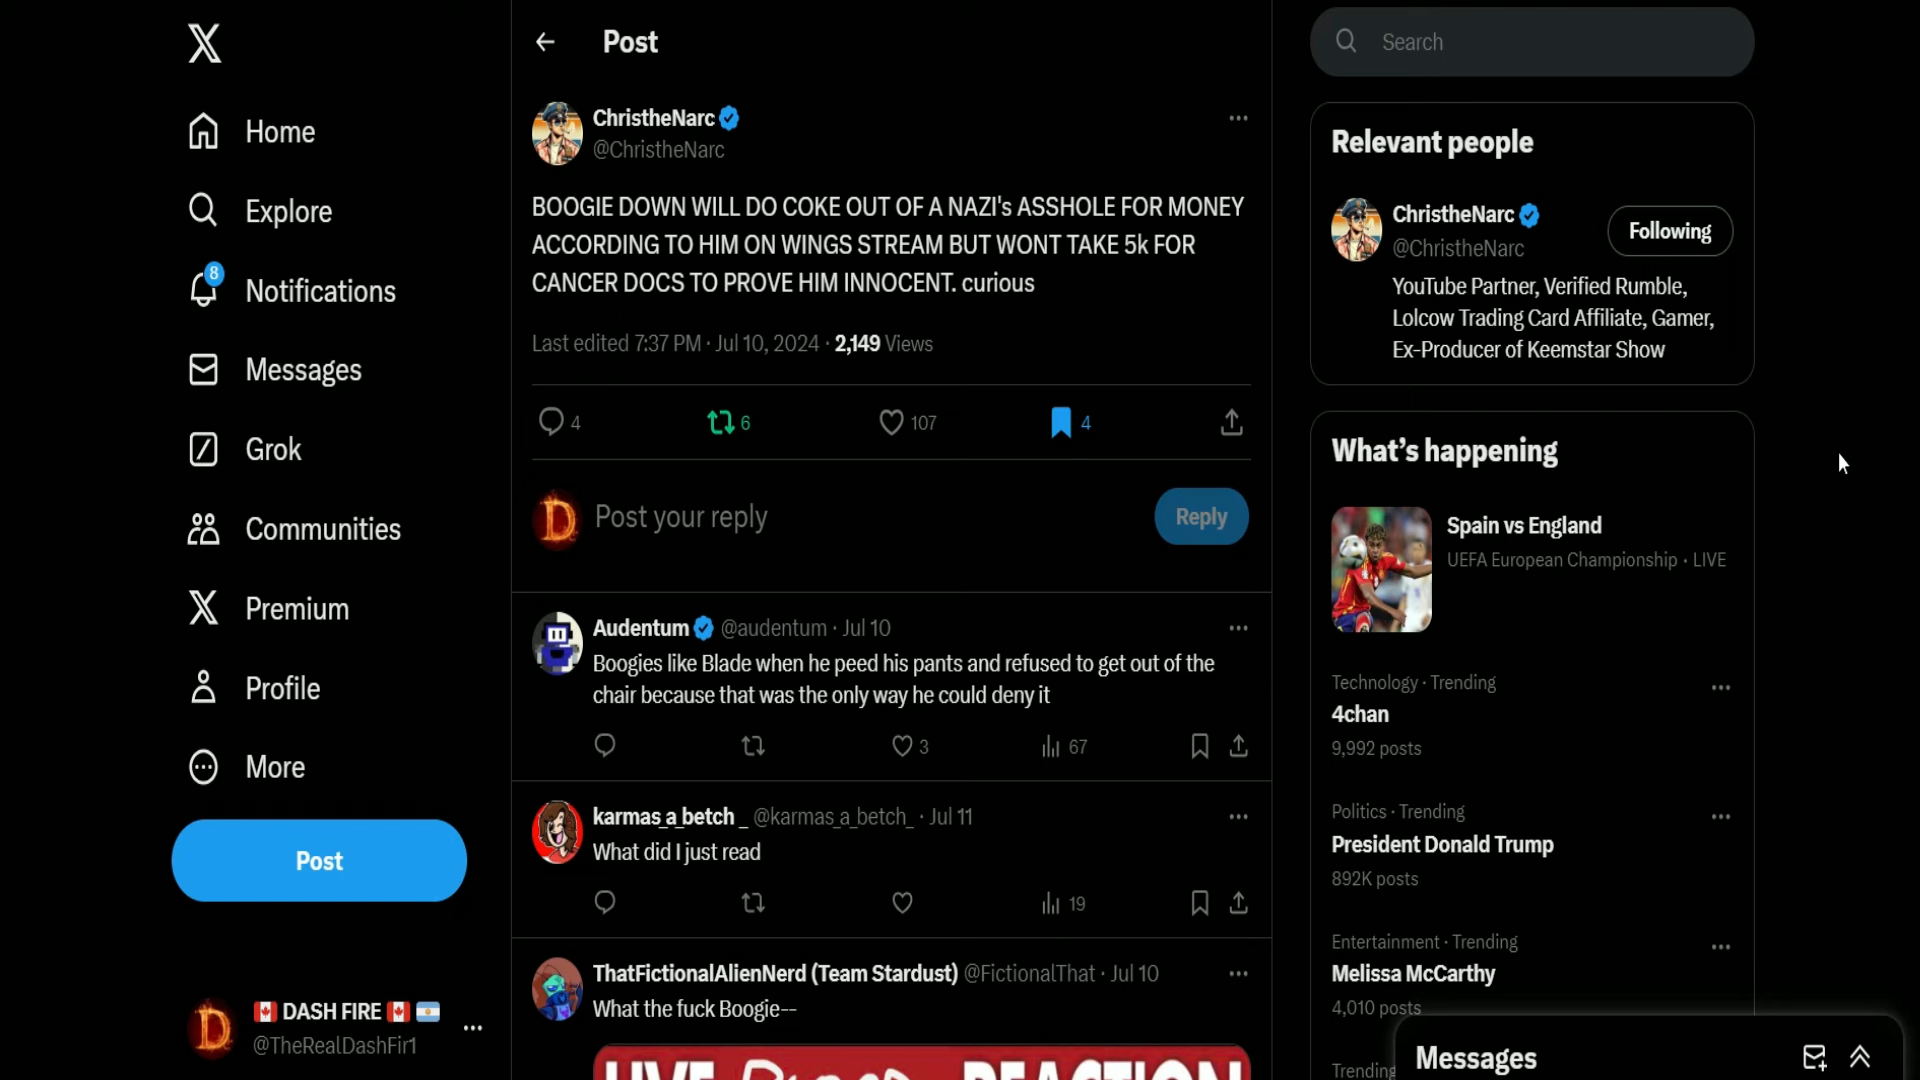 Home
Explore
8
Notifications
Messages
Grok
Communities
Premium
Profile
More
Post
DASH FIRE
@TheRealDashFir1
Post
ChristheNarc
@ChristheNarc
BOOGIE DOWN WILL DO COKE OUT OF A NAZI's ASSHOLE FOR MONEY
ACCORDING TO HIM ON WINGS STREAM BUT WONT TAKE 5k FOR
CANCER DOCS TO PROVE HIM INNOCENT. curious
Last edited 7:37 PM · Jul 10, 2024 · 2,149 Views
4 6 107 4
D Post your reply Reply
Audentum @audentum · Jul 10
Boogies like Blade when he peed his pants and refused to get out of the
chair because that was the only way he could deny it
3 67
karmas_a_betch_ @karmas_a_betch_ · Jul 11
What did I just read
19
ThatFictionalAlienNerd (Team Stardust) @FictionalThat · Jul 10
What the fuck Boogie--
LIVE REACTION
Search
Relevant people
ChristheNarc
@ChristheNarc
Following
YouTube Partner, Verified Rumble,
Lolcow Trading Card Affiliate, Gamer,
Ex-Producer of Keemstar Show
What's happening
Spain vs England
UEFA European Championship · LIVE
Technology · Trending
4chan
9,992 posts
Politics · Trending
President Donald Trump
892K posts
Entertainment · Trending
Melissa McCarthy
4,010 posts
Trending
Messages